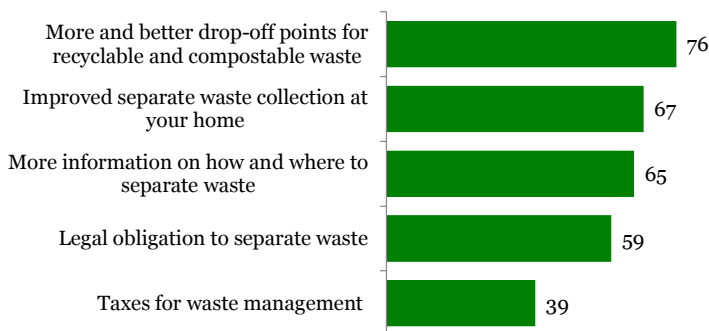 More and better drop-off points for
recyclable and compostable waste
76
Improved separate waste collection at
your home
67
More information on how and where to
separate waste
65
Legal obligation to separate waste
59
Taxes for waste management
39